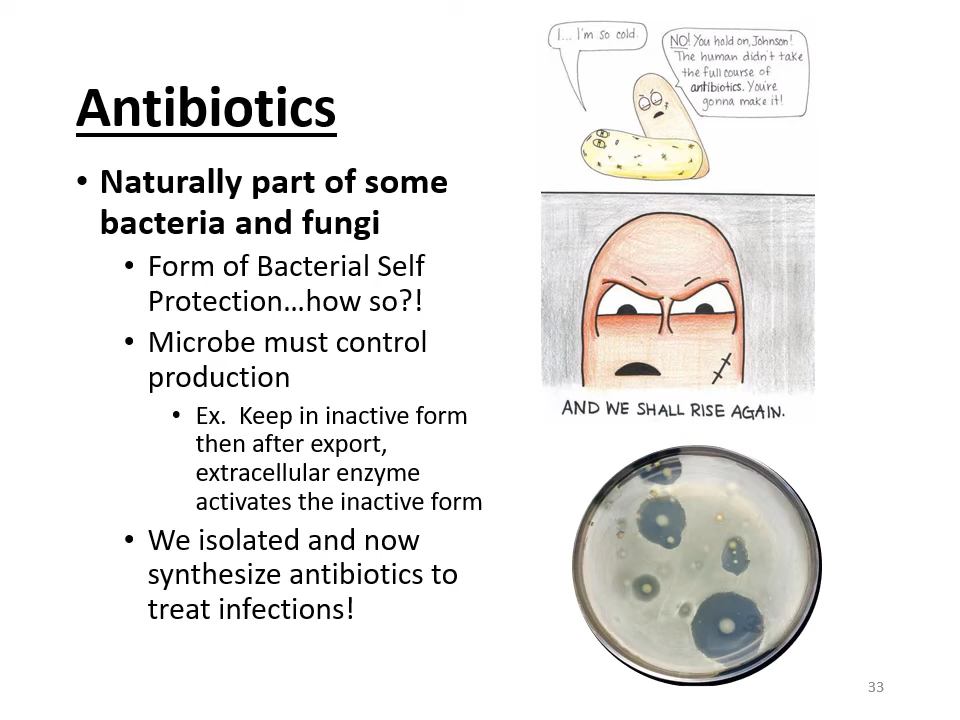 Antibiotics
• Naturally part of some
bacteria and fungi
• Form of Bacterial Self
Protection…how so?!
• Microbe must control
production
• Ex.  Keep in inactive form
then after export,
extracellular enzyme
activates the inactive form
• We isolated and now
synthesize antibiotics to
treat infections!
I... I'm so cold.
NO! You hold on, Johnson!
The human didn't take
the full course of
antibiotics. You're
gonna make it!
AND WE SHALL RISE AGAIN.
33